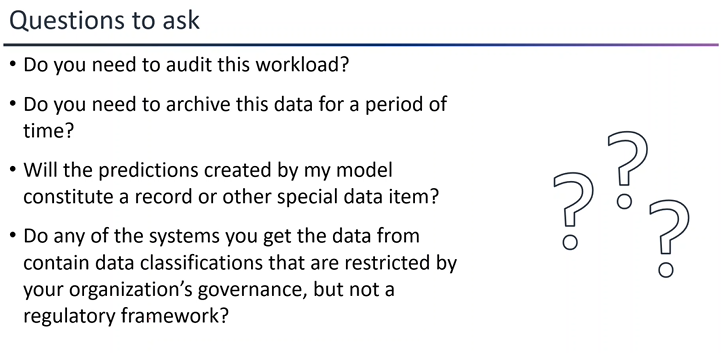 Questions to ask
• Do you need to audit this workload?
• Do you need to archive this data for a period of
time?
• Will the predictions created by my model
constitute a record or other special data item?
• Do any of the systems you get the data from
contain data classifications that are restricted by
your organization’s governance, but not a
regulatory framework?
? ? ?